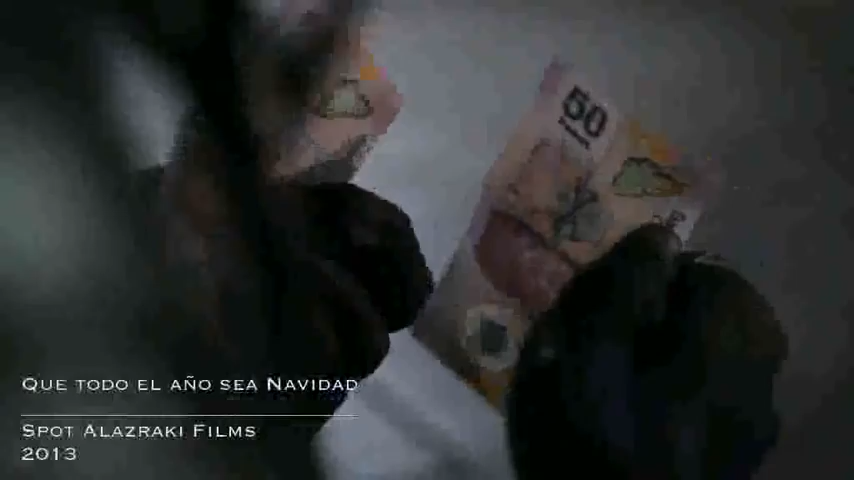 50
QUE TODO EL AÑO SEA NAVIDAD
SPOT ALAZRAKI FILMS
2013